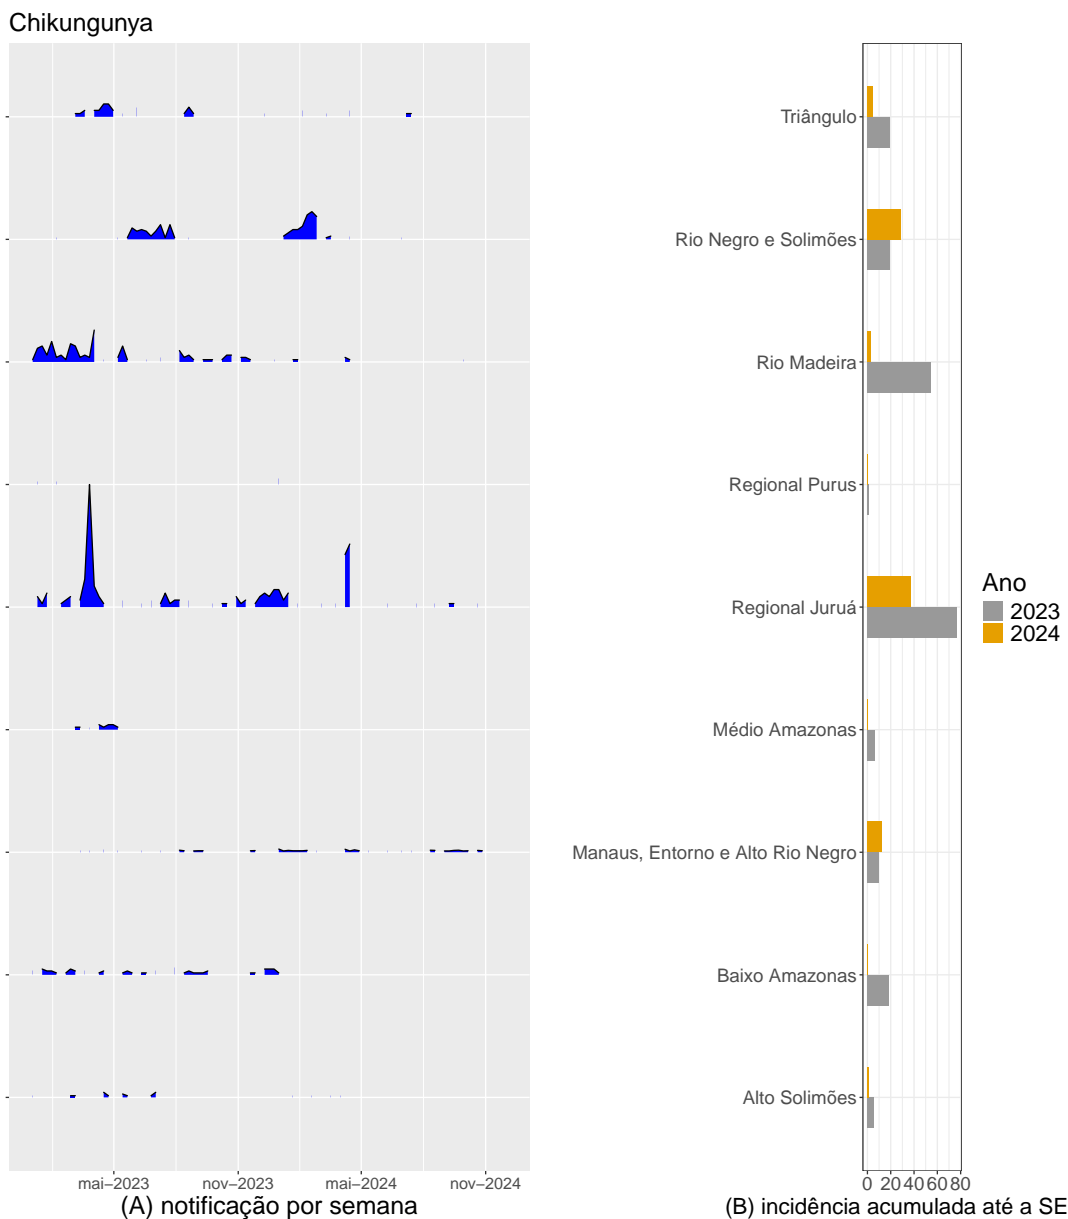 Chikungunya
Triângulo
Rio Negro e Solimões
Rio Madeira
Regional Purus
Regional Juruá
Médio Amazonas
Manaus, Entorno e Alto Rio Negro
Baixo Amazonas
Alto Solimões
Ano
2023
2024
mai–2023 nov–2023 mai–2024 nov–2024
(A) notificação por semana
0 20 40 60 80
(B) incidência acumulada até a SE